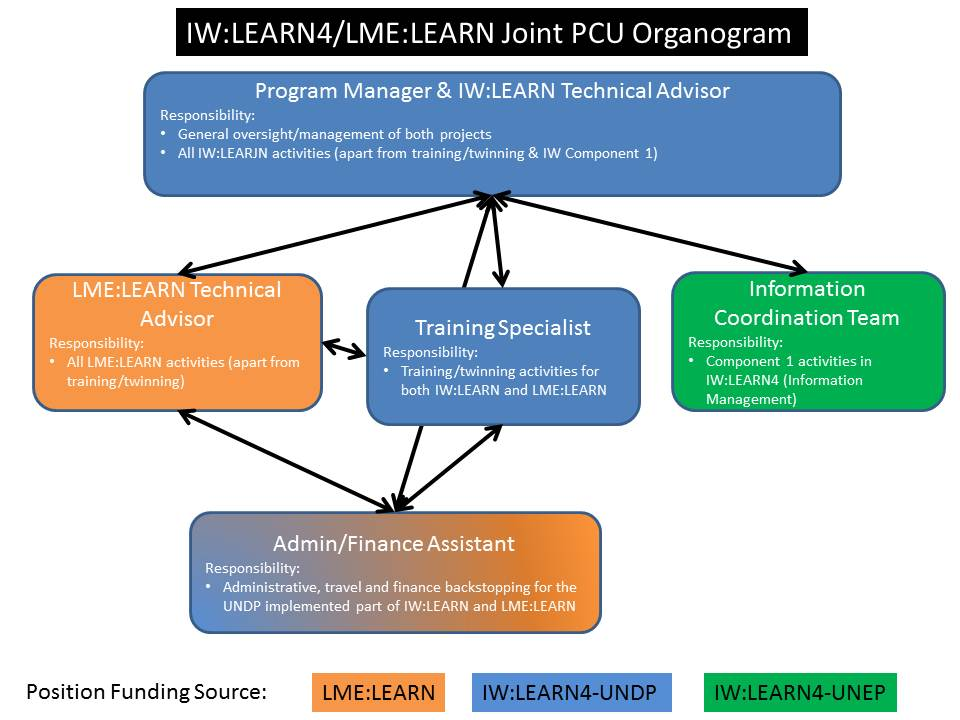 IW:LEARN4/LME:LEARN Joint PCU Organogram
Program Manager & IW:LEARN Technical Advisor
Responsibility:
• General oversight/management of both projects
• All IW:LEARJN activities (apart from training/twinning & IW Component 1)
LME:LEARN Technical
Advisor
Responsibility:
• All LME:LEARN activities (apart from
training/twinning)
Training Specialist
Responsibility:
• Training/twinning activities for
both IW:LEARN and LME:LEARN
Information
Coordination Team
Responsibility:
• Component 1 activities in
IW:LEARN4 (Information
Management)
Admin/Finance Assistant
Responsibility:
• Administrative, travel and finance backstopping for the
UNDP implemented part of IW:LEARN and LME:LEARN
Position Funding Source:
LME:LEARN
IW:LEARN4-UNDP
IW:LEARN4-UNEP